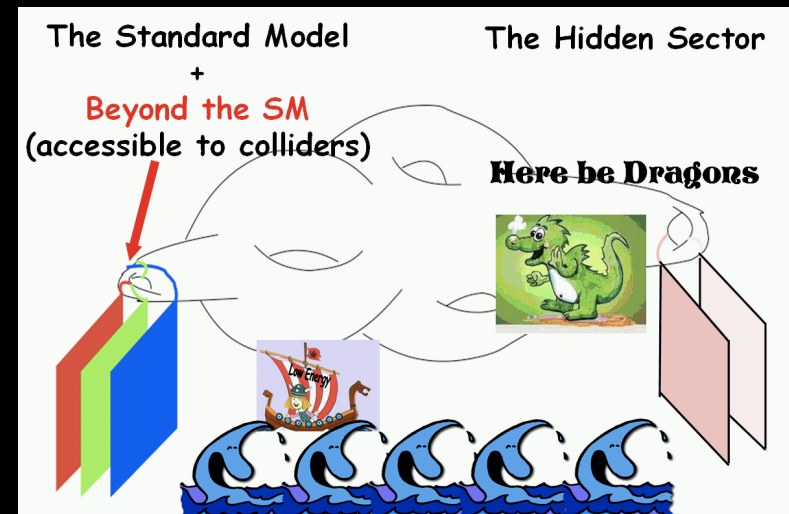 The Standard Model
+
Beyond the SM
(accessible to colliders)
The Hidden Sector
Here be Dragons
Low Energy